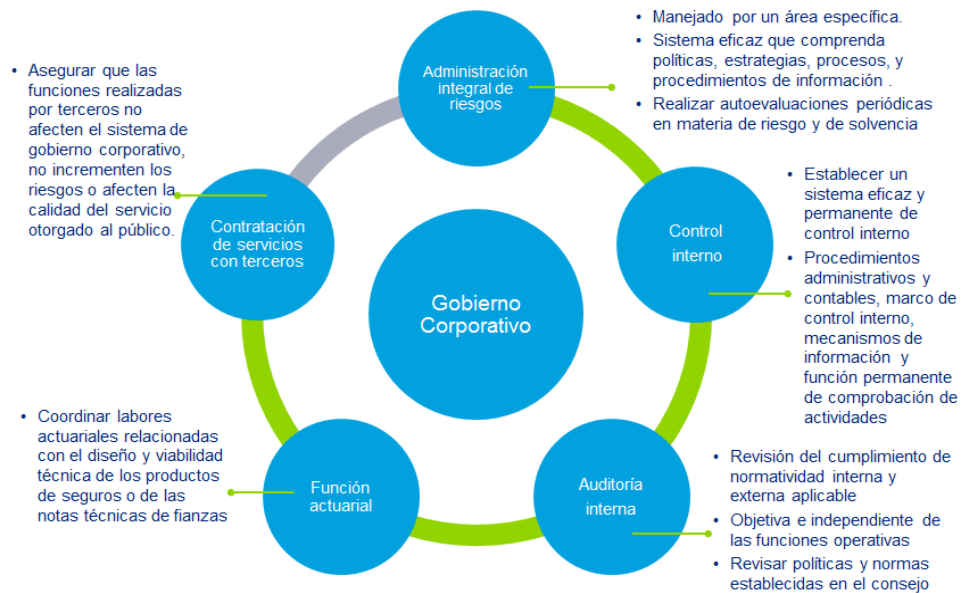 Administración
integral de
riesgos
• Manejado por un área específica.
• Sistema eficaz que comprenda
políticas, estrategias, procesos, y
procedimientos de información .
• Realizar autoevaluaciones periódicas
en materia de riesgo y de solvencia
Control
interno
• Establecer un
sistema eficaz y
permanente de
control interno
• Procedimientos
administrativos y
contables, marco de
control interno,
mecanismos de
información y
función permanente
de comprobación de
actividades
Auditoría
interna
• Revisión del cumplimiento de
normatividad interna y
externa aplicable
• Objetiva e independiente de
las funciones operativas
• Revisar políticas y normas
establecidas en el consejo
Función
actuarial
• Coordinar labores
actuariales relacionadas
con el diseño y viabilidad
técnica de los productos
de seguros o de las
notas técnicas de fianzas
Contratación
de servicios
con terceros
• Asegurar que las
funciones realizadas
por terceros no
afecten el sistema de
gobierno corporativo,
no incrementen los
riesgos o afecten la
calidad del servicio
otorgado al público.
Gobierno
Corporativo